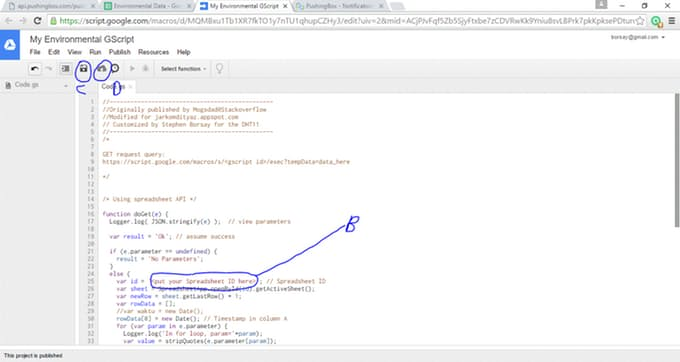 api.pushingbox.com/pus
Environmental Data - Go
My Environmental GScript
PushingBox - Notification
https://script.google.com/macros/d/
My Environmental GScript
borsay@gmail.com
File Edit View Run Publish Resources Help
Select function
C
D
Code.gs
Code.gs
1 //
2 //Originally published by Mogsdad@Stackoverflow
3 //Modified for jarkomdityaz.appspot.com
4 // Customized by Stephen Borsay for the DHT11
5 //
6 /*
7
8 GET request query:
9 https://script.google.com/macros/s/<gscript id>/exec?tempData=data_here
10
11 */
12
13
14 /* Using spreadsheet API */
15
16 function doGet(e) {
17 Logger.log( JSON.stringify(e) ); // view parameters
18
19 var result = 'Ok'; // assume success
20
21 if (e.parameter == undefined) {
22 result = 'No Parameters';
23 }
24 else {
25 var id = '<put your Spreadsheet ID here>'; // Spreadsheet ID
26 var sheet = SpreadsheetApp.openById(id).getActiveSheet();
27 var newRow = sheet.getLastRow() + 1;
28 var rowData = [];
29 //var waktu = new Date();
30 rowData[0] = new Date(); // Timestamp in column A
31 for (var param in e.parameter) {
32 Logger.log('In for loop, param='+param);
33 var value = stripQuotes(e.parameter[param]);
B
This project is published